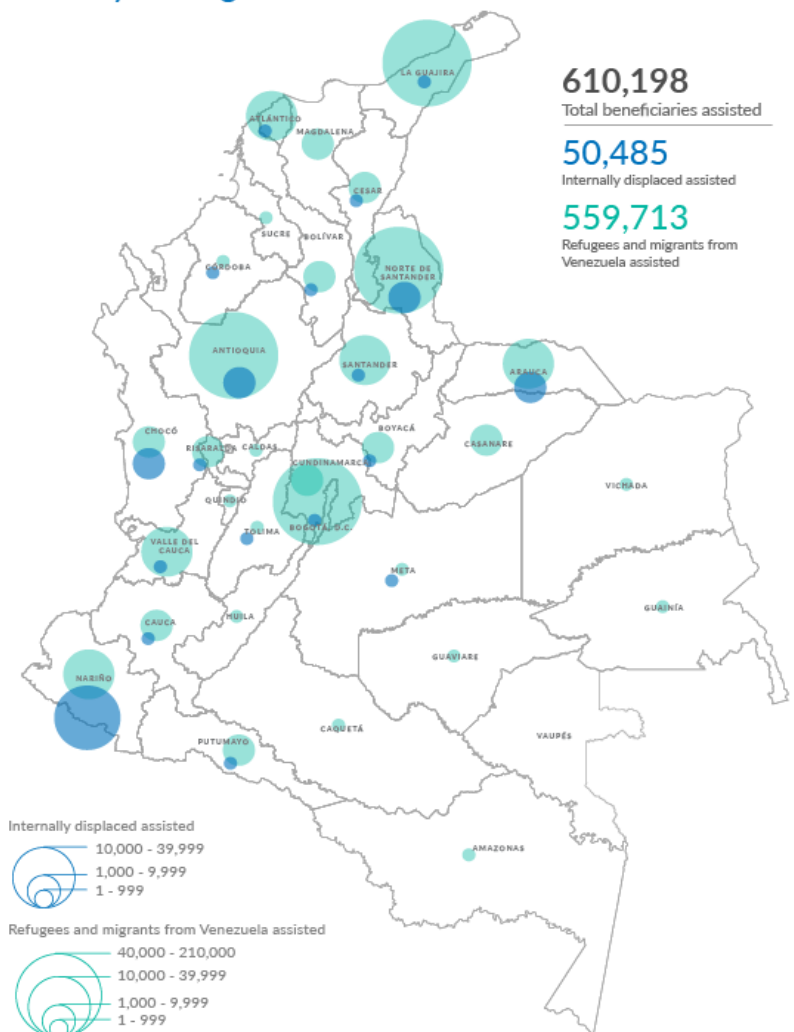 LA GUAJIRA
610,198
Total beneficiaries assisted
50,485
Internally displaced assisted
559,713
Refugees and migrants from
Venezuela assisted
ATLÁNTICO
MAGDALENA
CESAR
SUCRE
BOLÍVAR
CÓRDOBA
NORTE DE
SANTANDER
ANTIOQUIA
SANTANDER
ARAUCA
CHOCÓ
BOYACÁ
RISARALDA
CALDAS
CASANARE
CUNDINAMARCA
VICHADA
QUINDÍO
BOGOTÁ, D.C.
TOLIMA
VALLE DEL
CAUCA
META
GUAINÍA
CAUCA
HUILA
GUAVIARE
NARIÑO
CAQUETÁ
VAUPÉS
PUTUMAYO
AMAZONAS
Internally displaced assisted
10,000 - 39,999
1,000 - 9,999
1 - 999
Refugees and migrants from Venezuela assisted
40,000 - 210,000
10,000 - 39,999
1,000 - 9,999
1 - 999